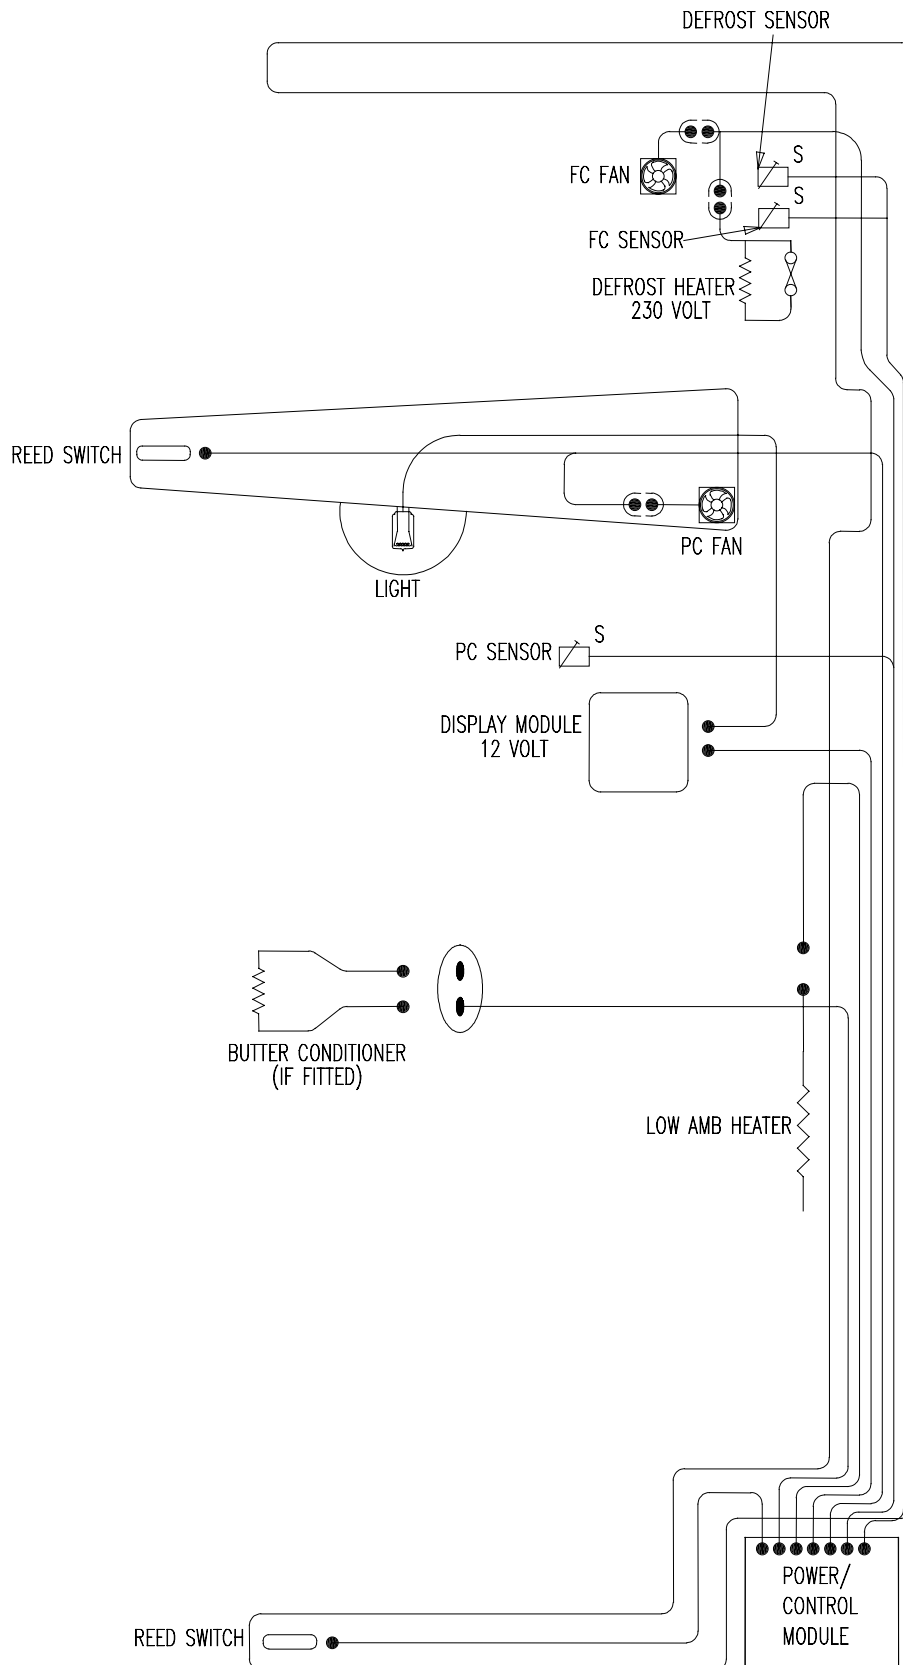 DEFROST SENSOR
S
FC FAN
S
FC SENSOR
DEFROST HEATER
230 VOLT
REED SWITCH
PC FAN
LIGHT
S
PC SENSOR
DISPLAY MODULE
12 VOLT
BUTTER CONDITIONER
(IF FITTED)
LOW AMB HEATER
POWER/
CONTROL
MODULE
REED SWITCH